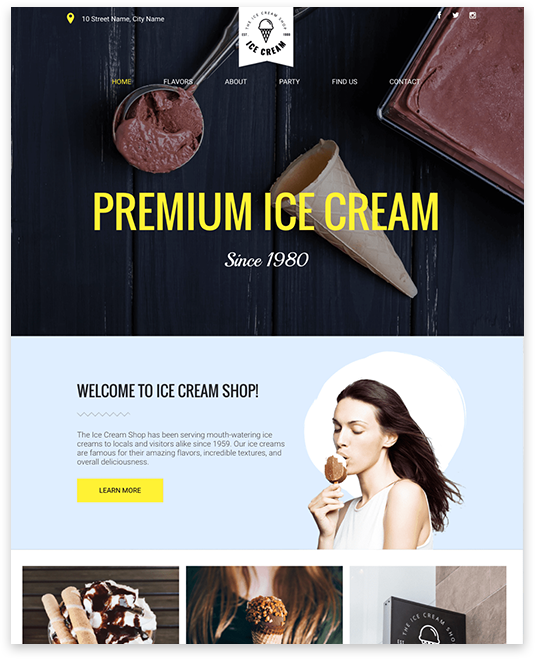 10 Street Name, City Name
THE ICE CREAM SHOP
EST 1980
ICE CREAM
HOME FLAVORS ABOUT PARTY FIND US CONTACT
PREMIUM ICE CREAM
Since 1980
WELCOME TO ICE CREAM SHOP!
The Ice Cream Shop has been serving mouth-watering ice
creams to locals and visitors alike since 1959. Our ice creams
are famous for their amazing flavors, incredible textures, and
overall deliciousness.
LEARN MORE
THE ICE CREAM SHOP